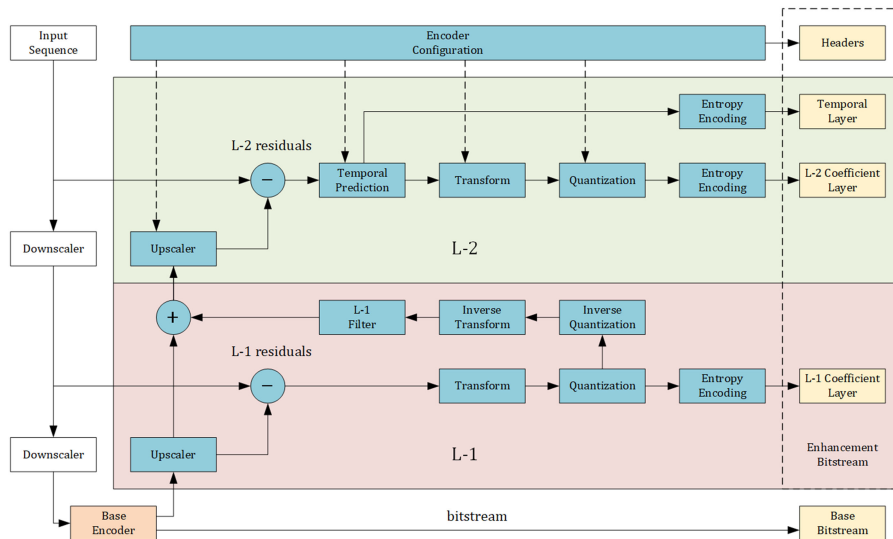 Input
Sequence
Encoder
Configuration
Headers
Entropy
Encoding
Temporal
Layer
L-2 residuals
−
Temporal
Prediction
Transform
Quantization
Entropy
Encoding
L-2 Coefficient
Layer
Downscaler
Upscaler
L-2
+
L-1
Filter
Inverse
Transform
Inverse
Quantization
L-1 residuals
−
Transform
Quantization
Entropy
Encoding
L-1 Coefficient
Layer
Downscaler
Upscaler
L-1
Enhancement
Bitstream
Base
Encoder
bitstream
Base
Bitstream